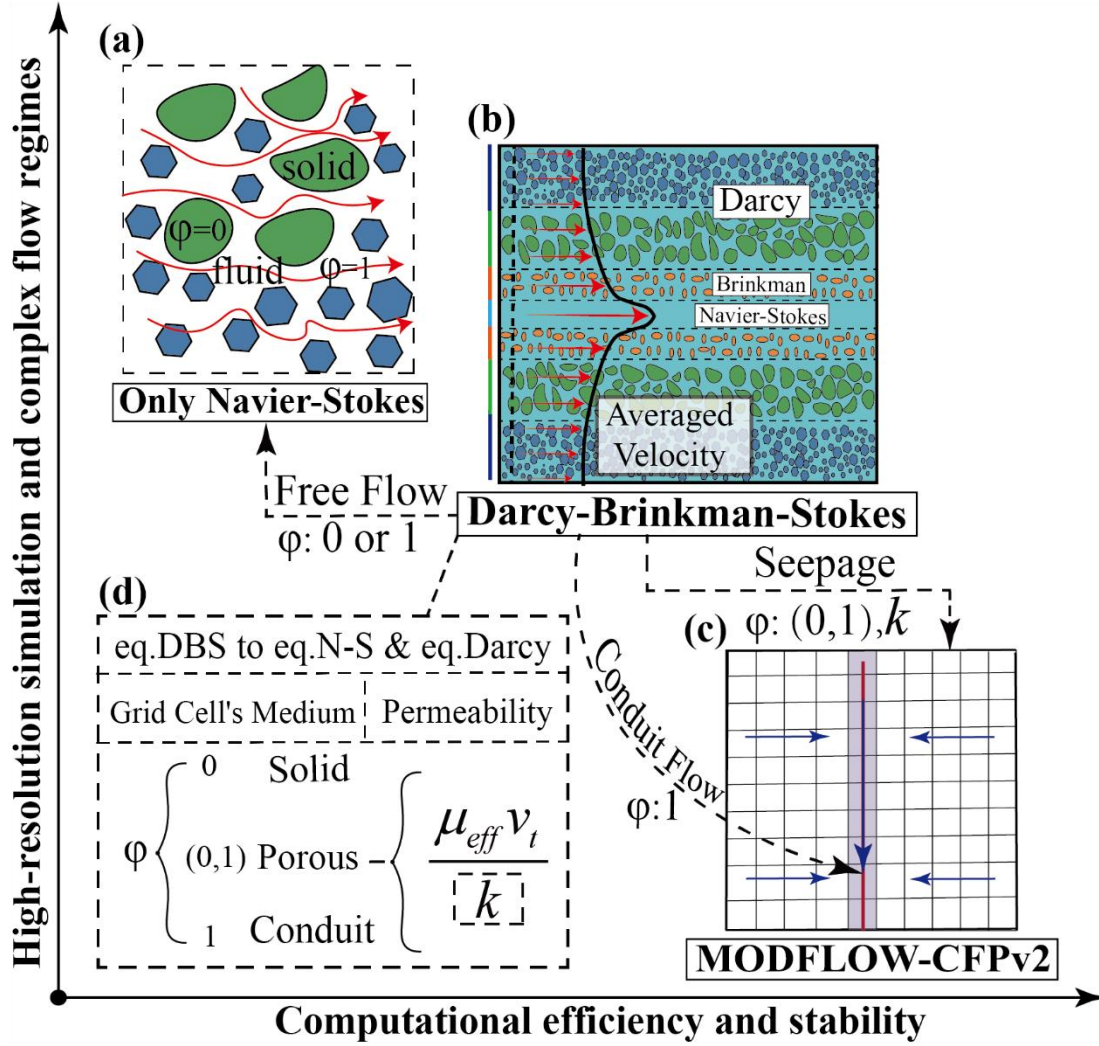 High-resolution simulation and complex flow regimes
(a)
solid
φ=0
fluid
φ=1
Only Navier-Stokes
(b)
Darcy
Brinkman
Navier-Stokes
Averaged
Velocity
Darcy-Brinkman-Stokes
Free Flow
φ: 0 or 1
Seepage
φ: (0,1),k
Conduit Flow
φ:1
(c)
MODFLOW-CFPv2
(d)
eq.DBS to eq.N-S & eq.Darcy
Grid Cell's Medium Permeability
0 Solid
φ (0,1) Porous
1 Conduit
μ_eff v_t
k
Computational efficiency and stability